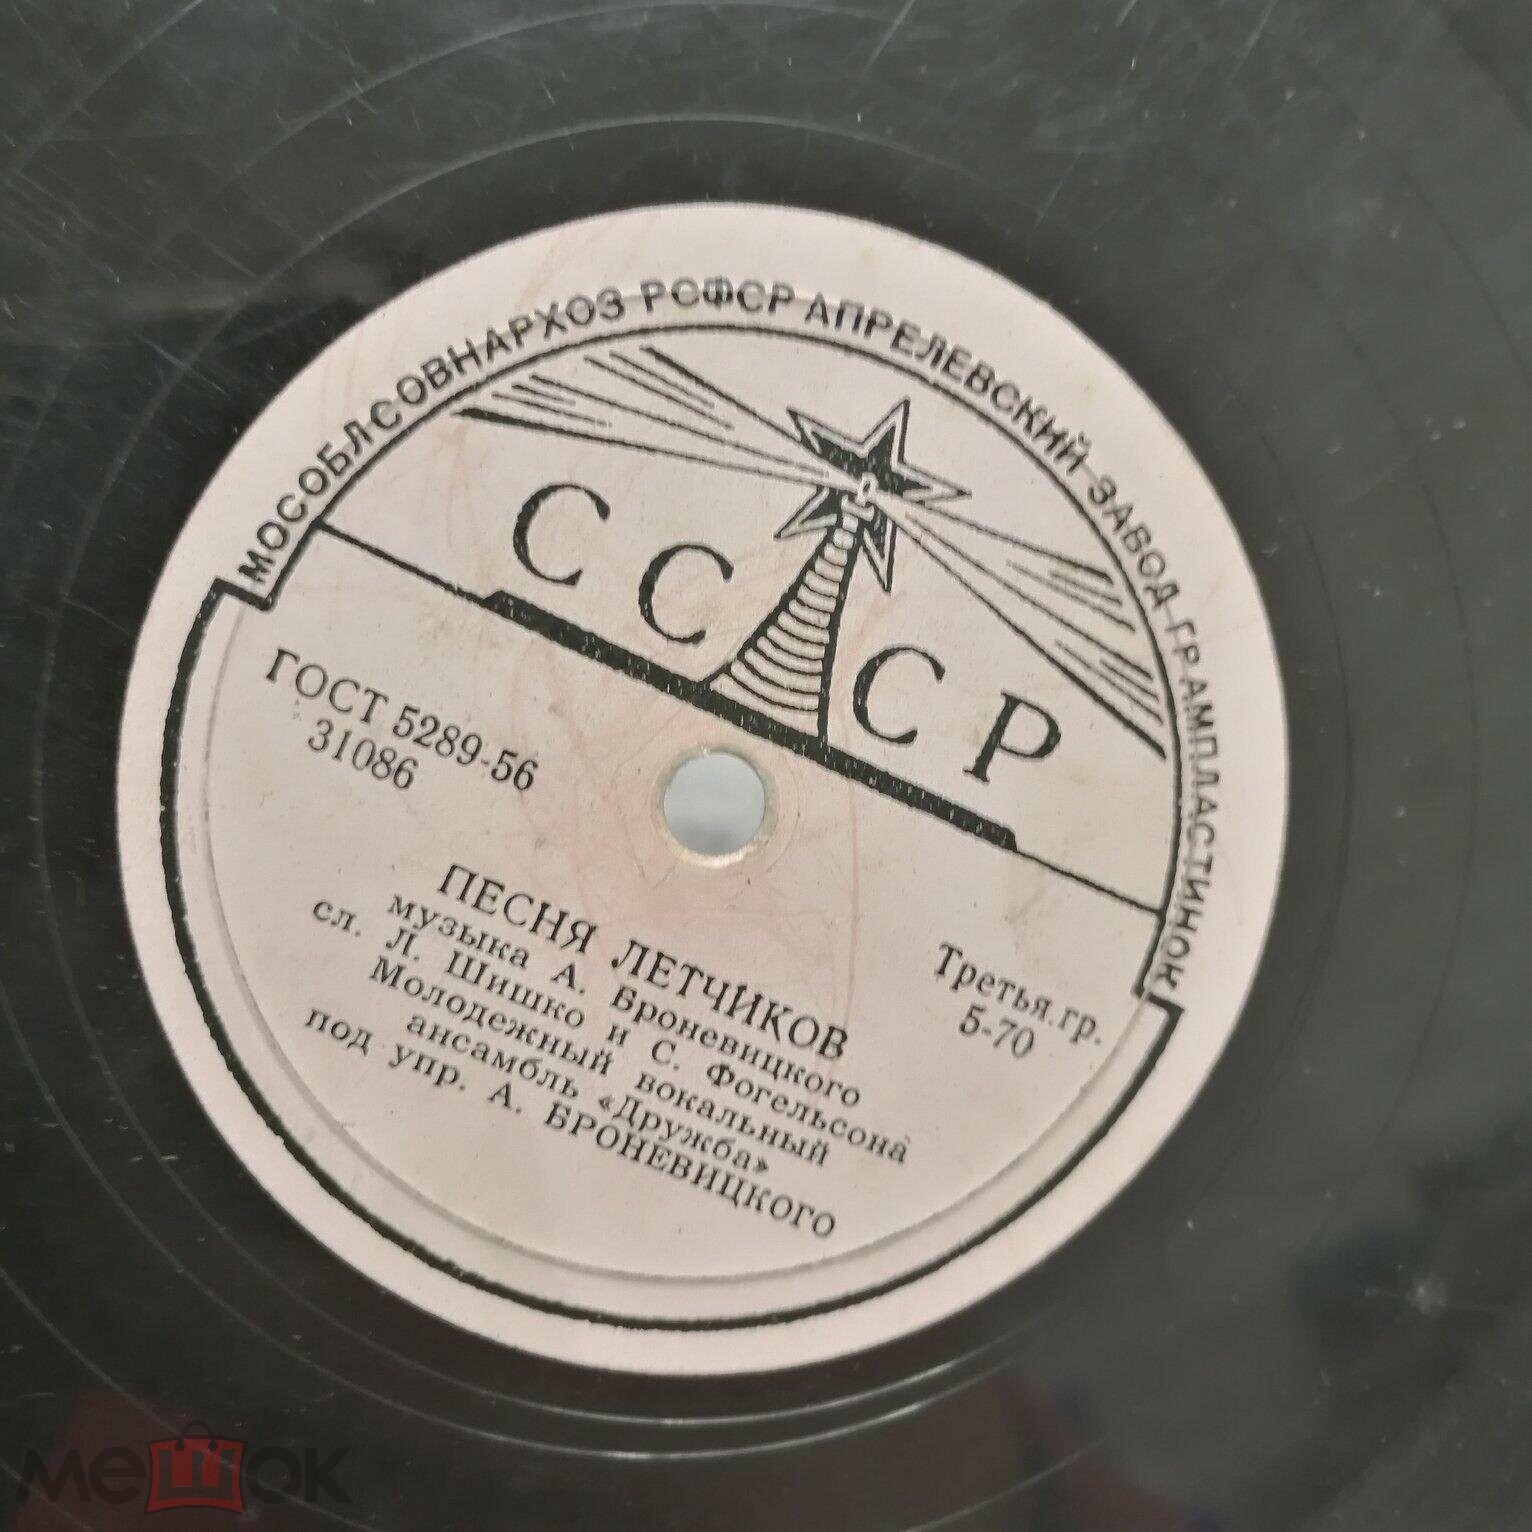 МОСОБЛСОВНАРХОЗ РСФСР АПРЕЛЕВСКИЙ ЗАВОД ГРАМПЛАСТИНОК
СССР
ГОСТ 5289-56
31086
Третья.гр.
5-70
ПЕСНЯ ЛЕТЧИКОВ
музыка А. Броневицкого
сл. Л. Шишко и С. Фогельсона
Молодежный вокальный
ансамбль «Дружба»
под упр. А. БРОНЕВИЦКОГО
мешок